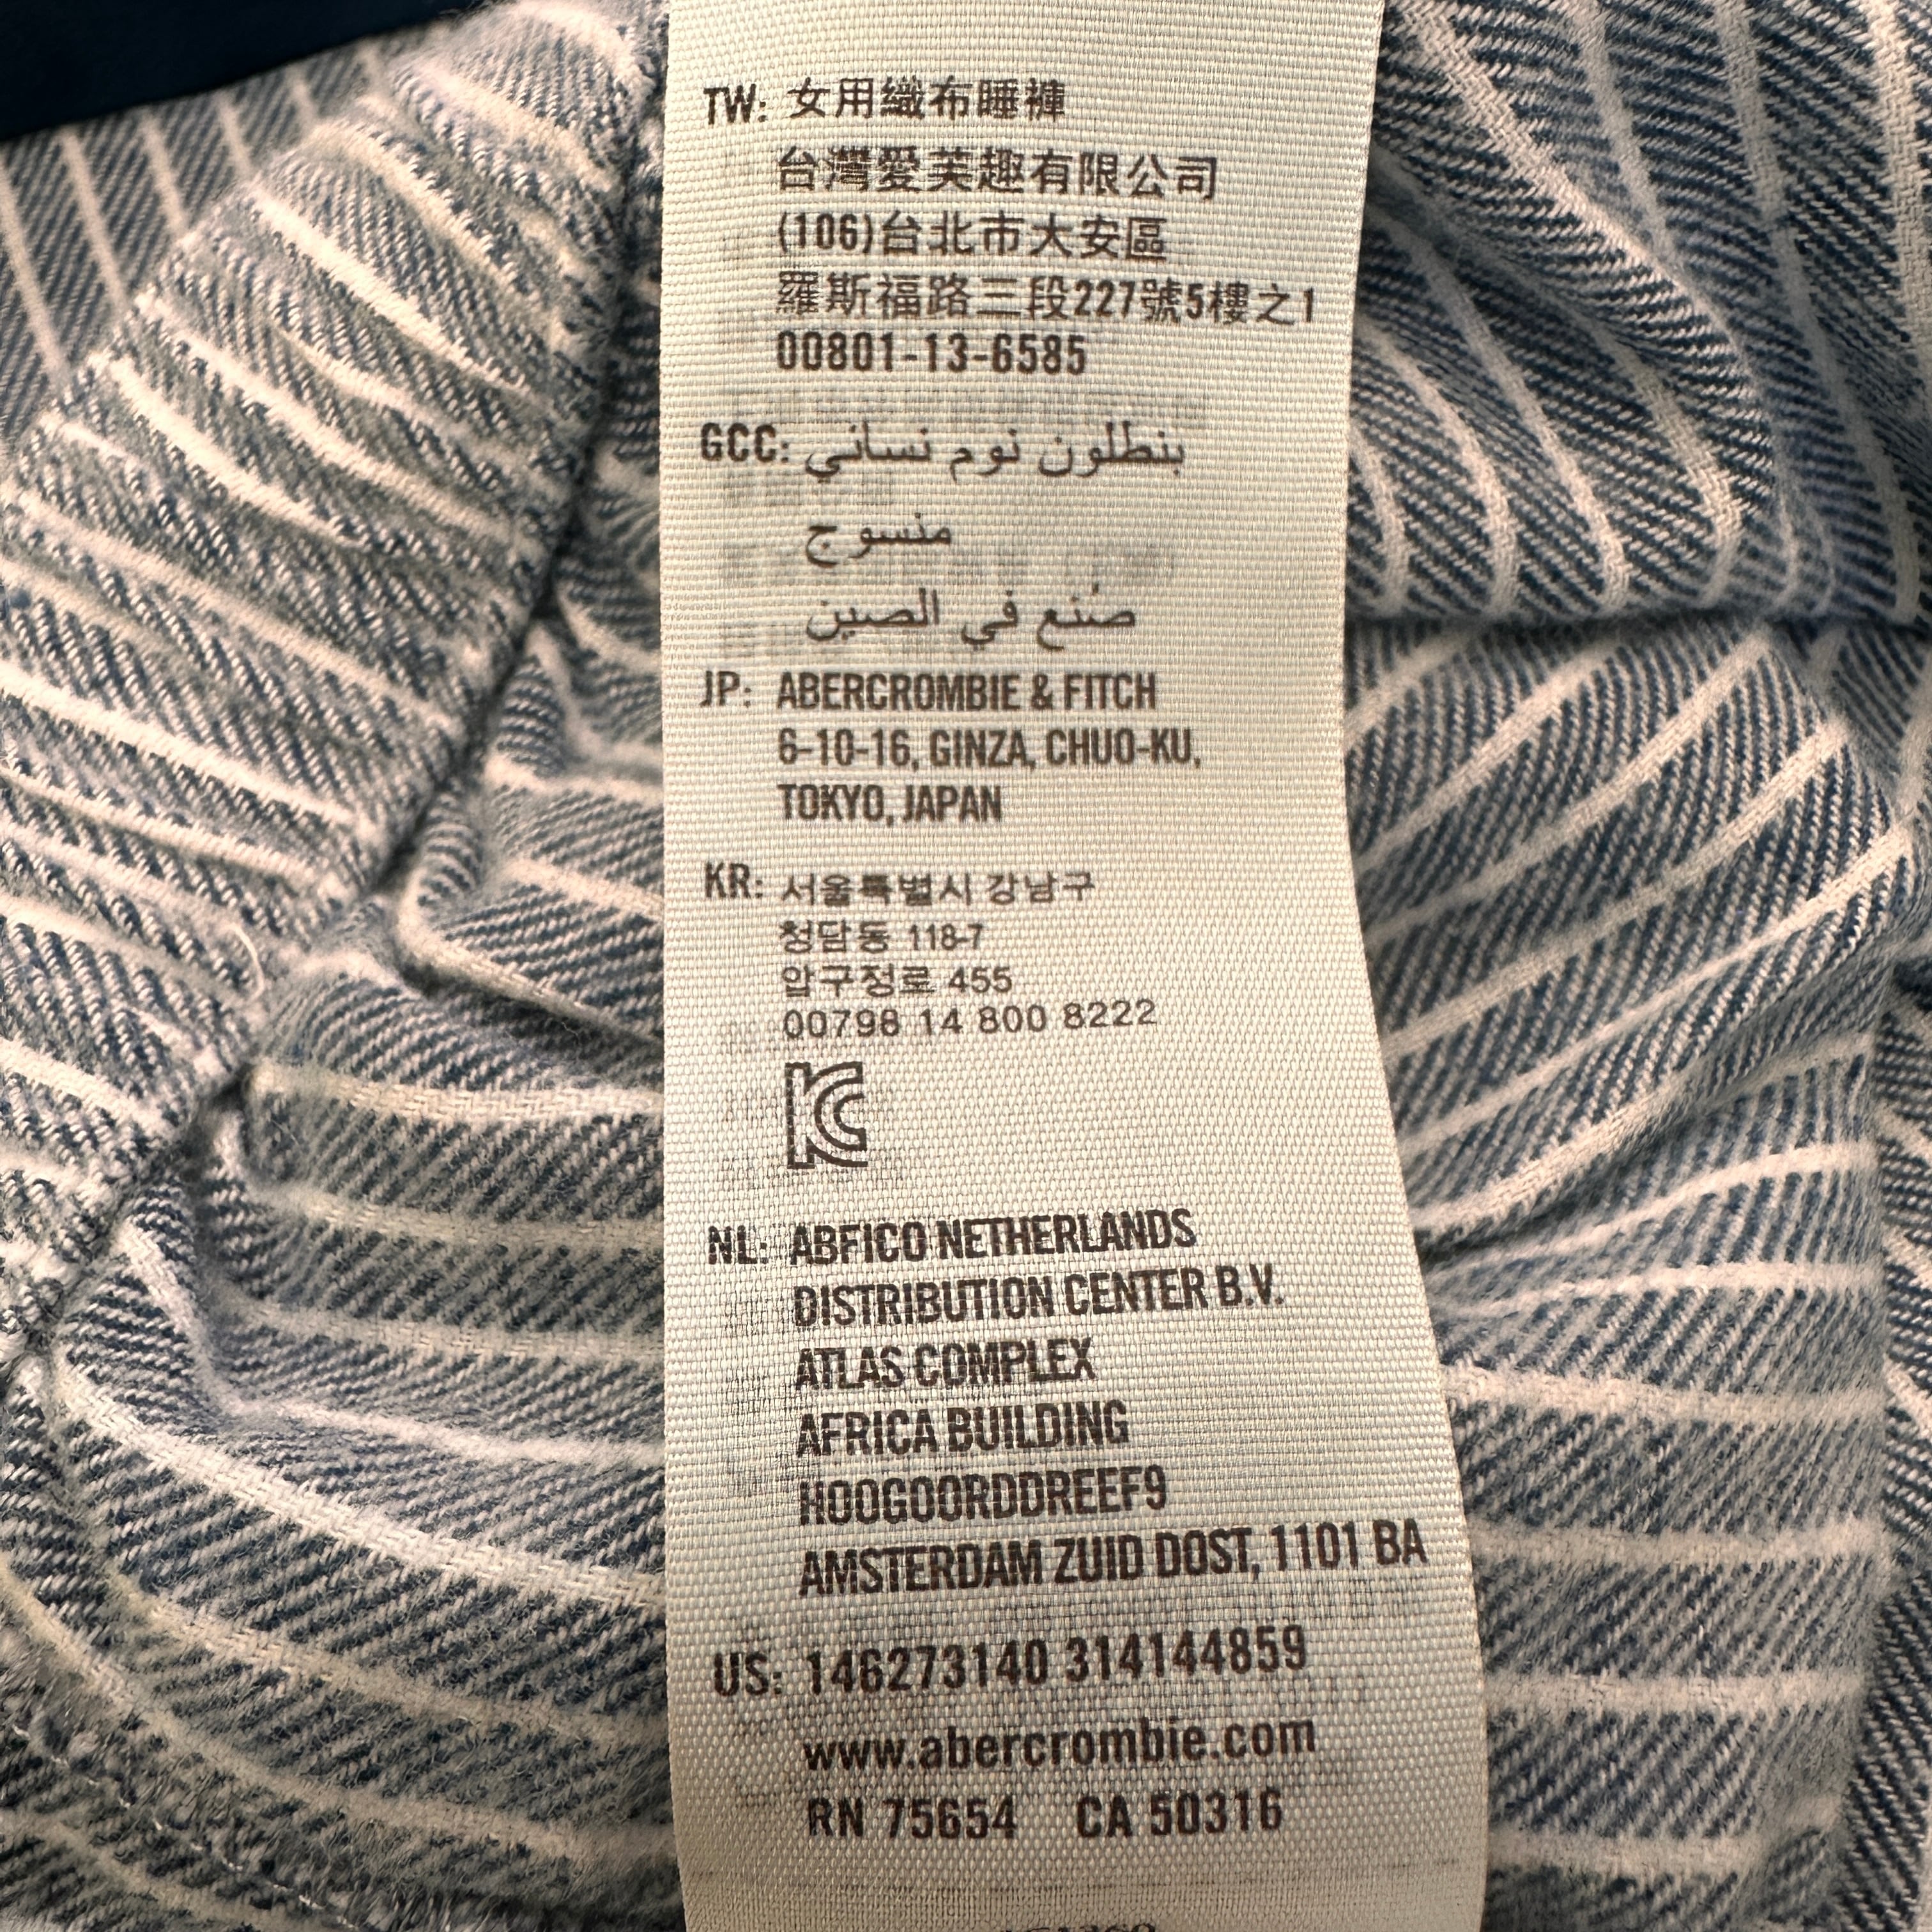 TW: 女用織布睡褲
台灣愛芙趣有限公司
(106)台北市大安區
羅斯福路三段227號5樓之1
00801-13-6585
GCC: بنطلون نوم نسائي
منسوج
صُنع في الصين
JP: ABERCROMBIE & FITCH
6-10-16, GINZA, CHUO-KU,
TOKYO, JAPAN
KR: 서울특별시 강남구
청담동 118-7
압구정로 455
00798 14 800 8222
KC
NL: ABFICO NETHERLANDS
DISTRIBUTION CENTER B.V.
ATLAS COMPLEX
AFRICA BUILDING
HOOGOORDDREEF9
AMSTERDAM ZUID DOST, 1101 BA
US: 146273140 314144859
www.abercrombie.com
RN 75654 CA 50316